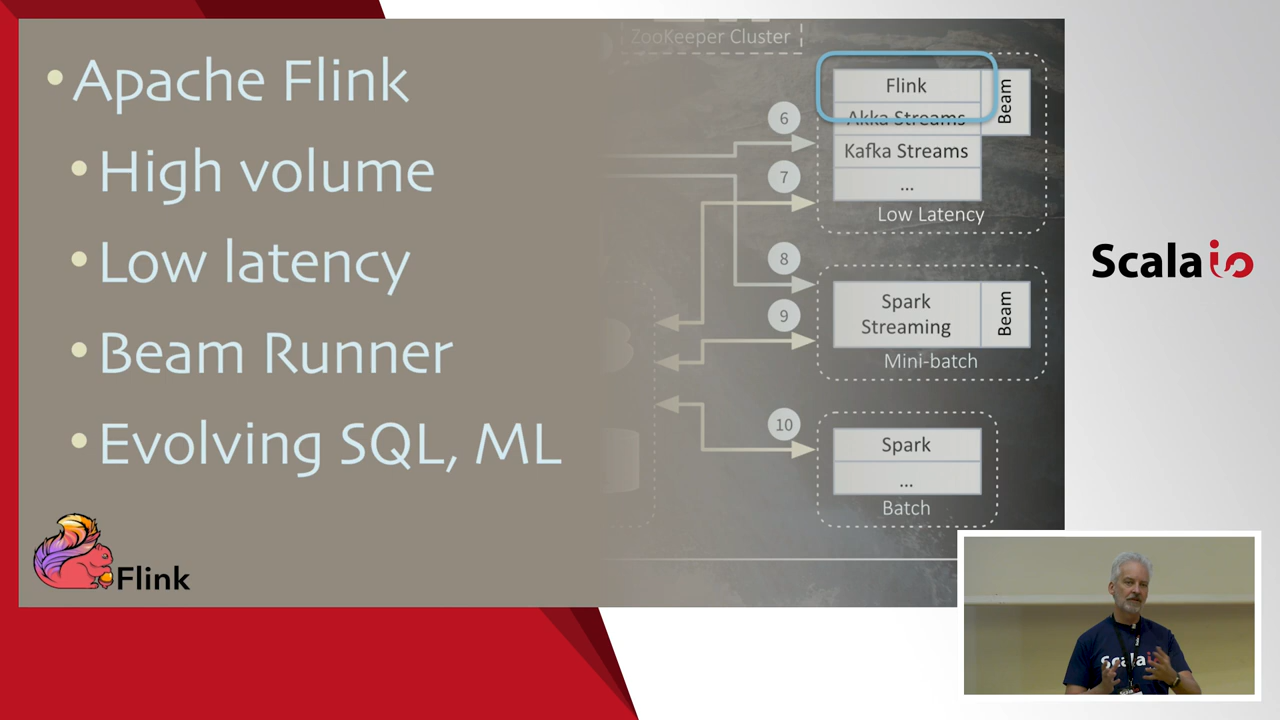 • Apache Flink
• High volume
• Low latency
• Beam Runner
• Evolving SQL, ML
Flink
ZooKeeper Cluster
Flink
Akka Streams
Beam
6
Kafka Streams
7
...
Low Latency
8
Spark
Streaming
Beam
9
Mini-batch
10
Spark
...
Batch
Scala io
Scala